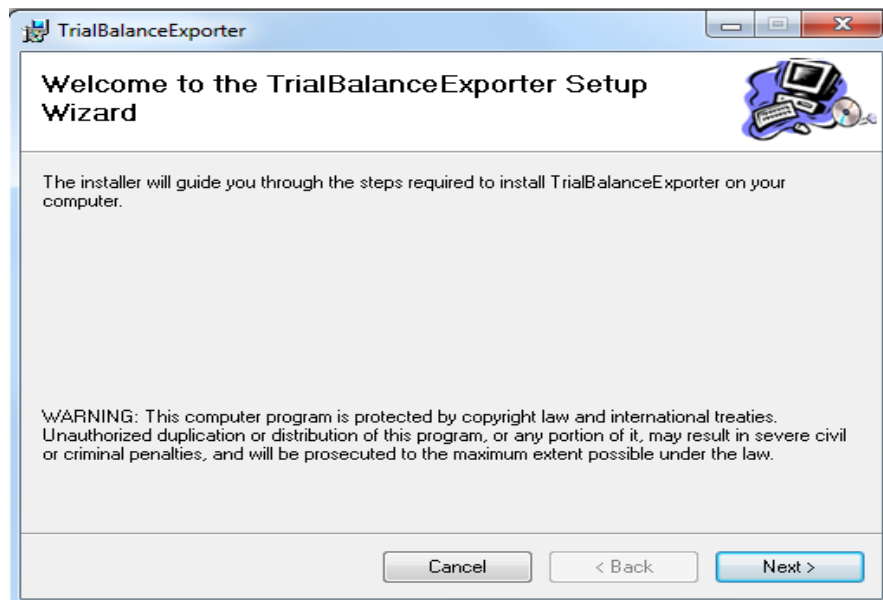 TrialBalanceExporter
Welcome to the TrialBalanceExporter Setup
Wizard
The installer will guide you through the steps required to install TrialBalanceExporter on your
computer.
WARNING: This computer program is protected by copyright law and international treaties.
Unauthorized duplication or distribution of this program, or any portion of it, may result in severe civil
or criminal penalties, and will be prosecuted to the maximum extent possible under the law.
Cancel < Back Next >